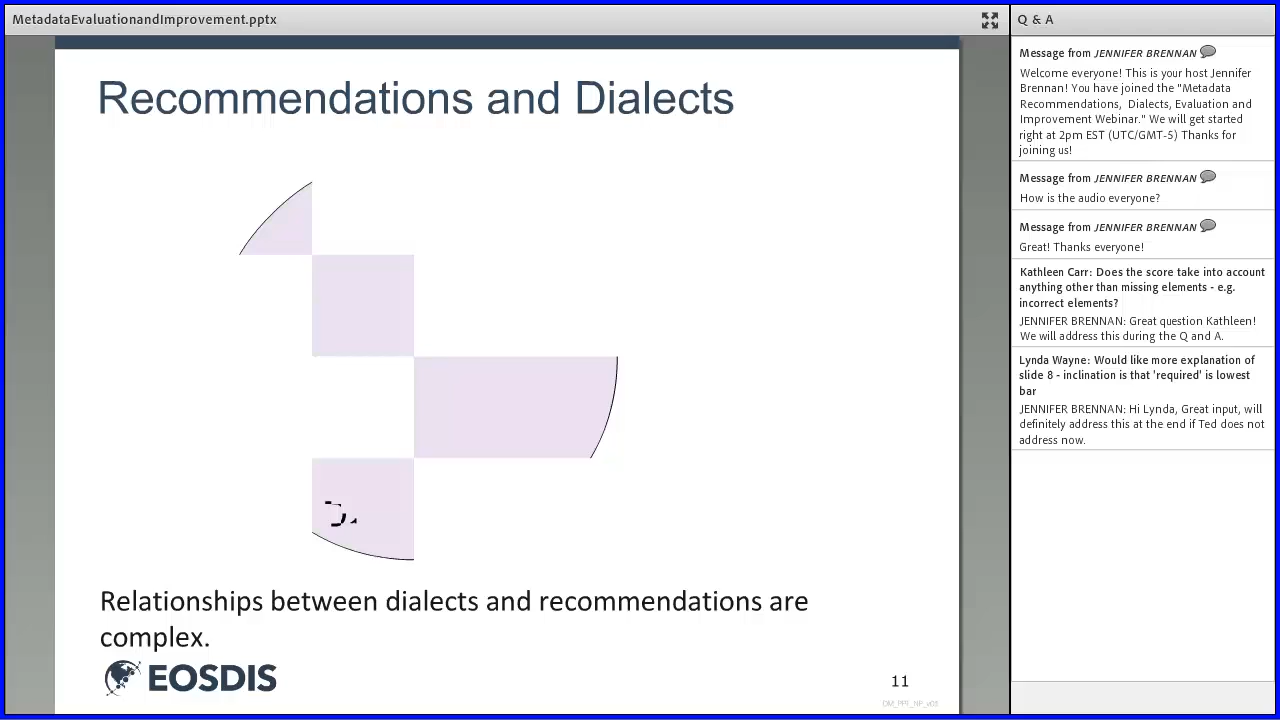 MetadataEvaluationandImprovement.pptx
Recommendations and Dialects
Relationships between dialects and recommendations are
complex.
EOSDIS
11
DM_PPT_NP_v03
Q & A
Message from JENNIFER BRENNAN
Welcome everyone! This is your host Jennifer
Brennan! You have joined the "Metadata
Recommendations, Dialects, Evaluation and
Improvement Webinar." We will get started
right at 2pm EST (UTC/GMT-5) Thanks for
joining us!
Message from JENNIFER BRENNAN
How is the audio everyone?
Message from JENNIFER BRENNAN
Great! Thanks everyone!
Kathleen Carr: Does the score take into account
anything other than missing elements - e.g.
incorrect elements?
JENNIFER BRENNAN: Great question Kathleen!
We will address this during the Q and A.
Lynda Wayne: Would like more explanation of
slide 8 - inclination is that 'required' is lowest
bar
JENNIFER BRENNAN: Hi Lynda, Great input, will
definitely address this at the end if Ted does not
address now.